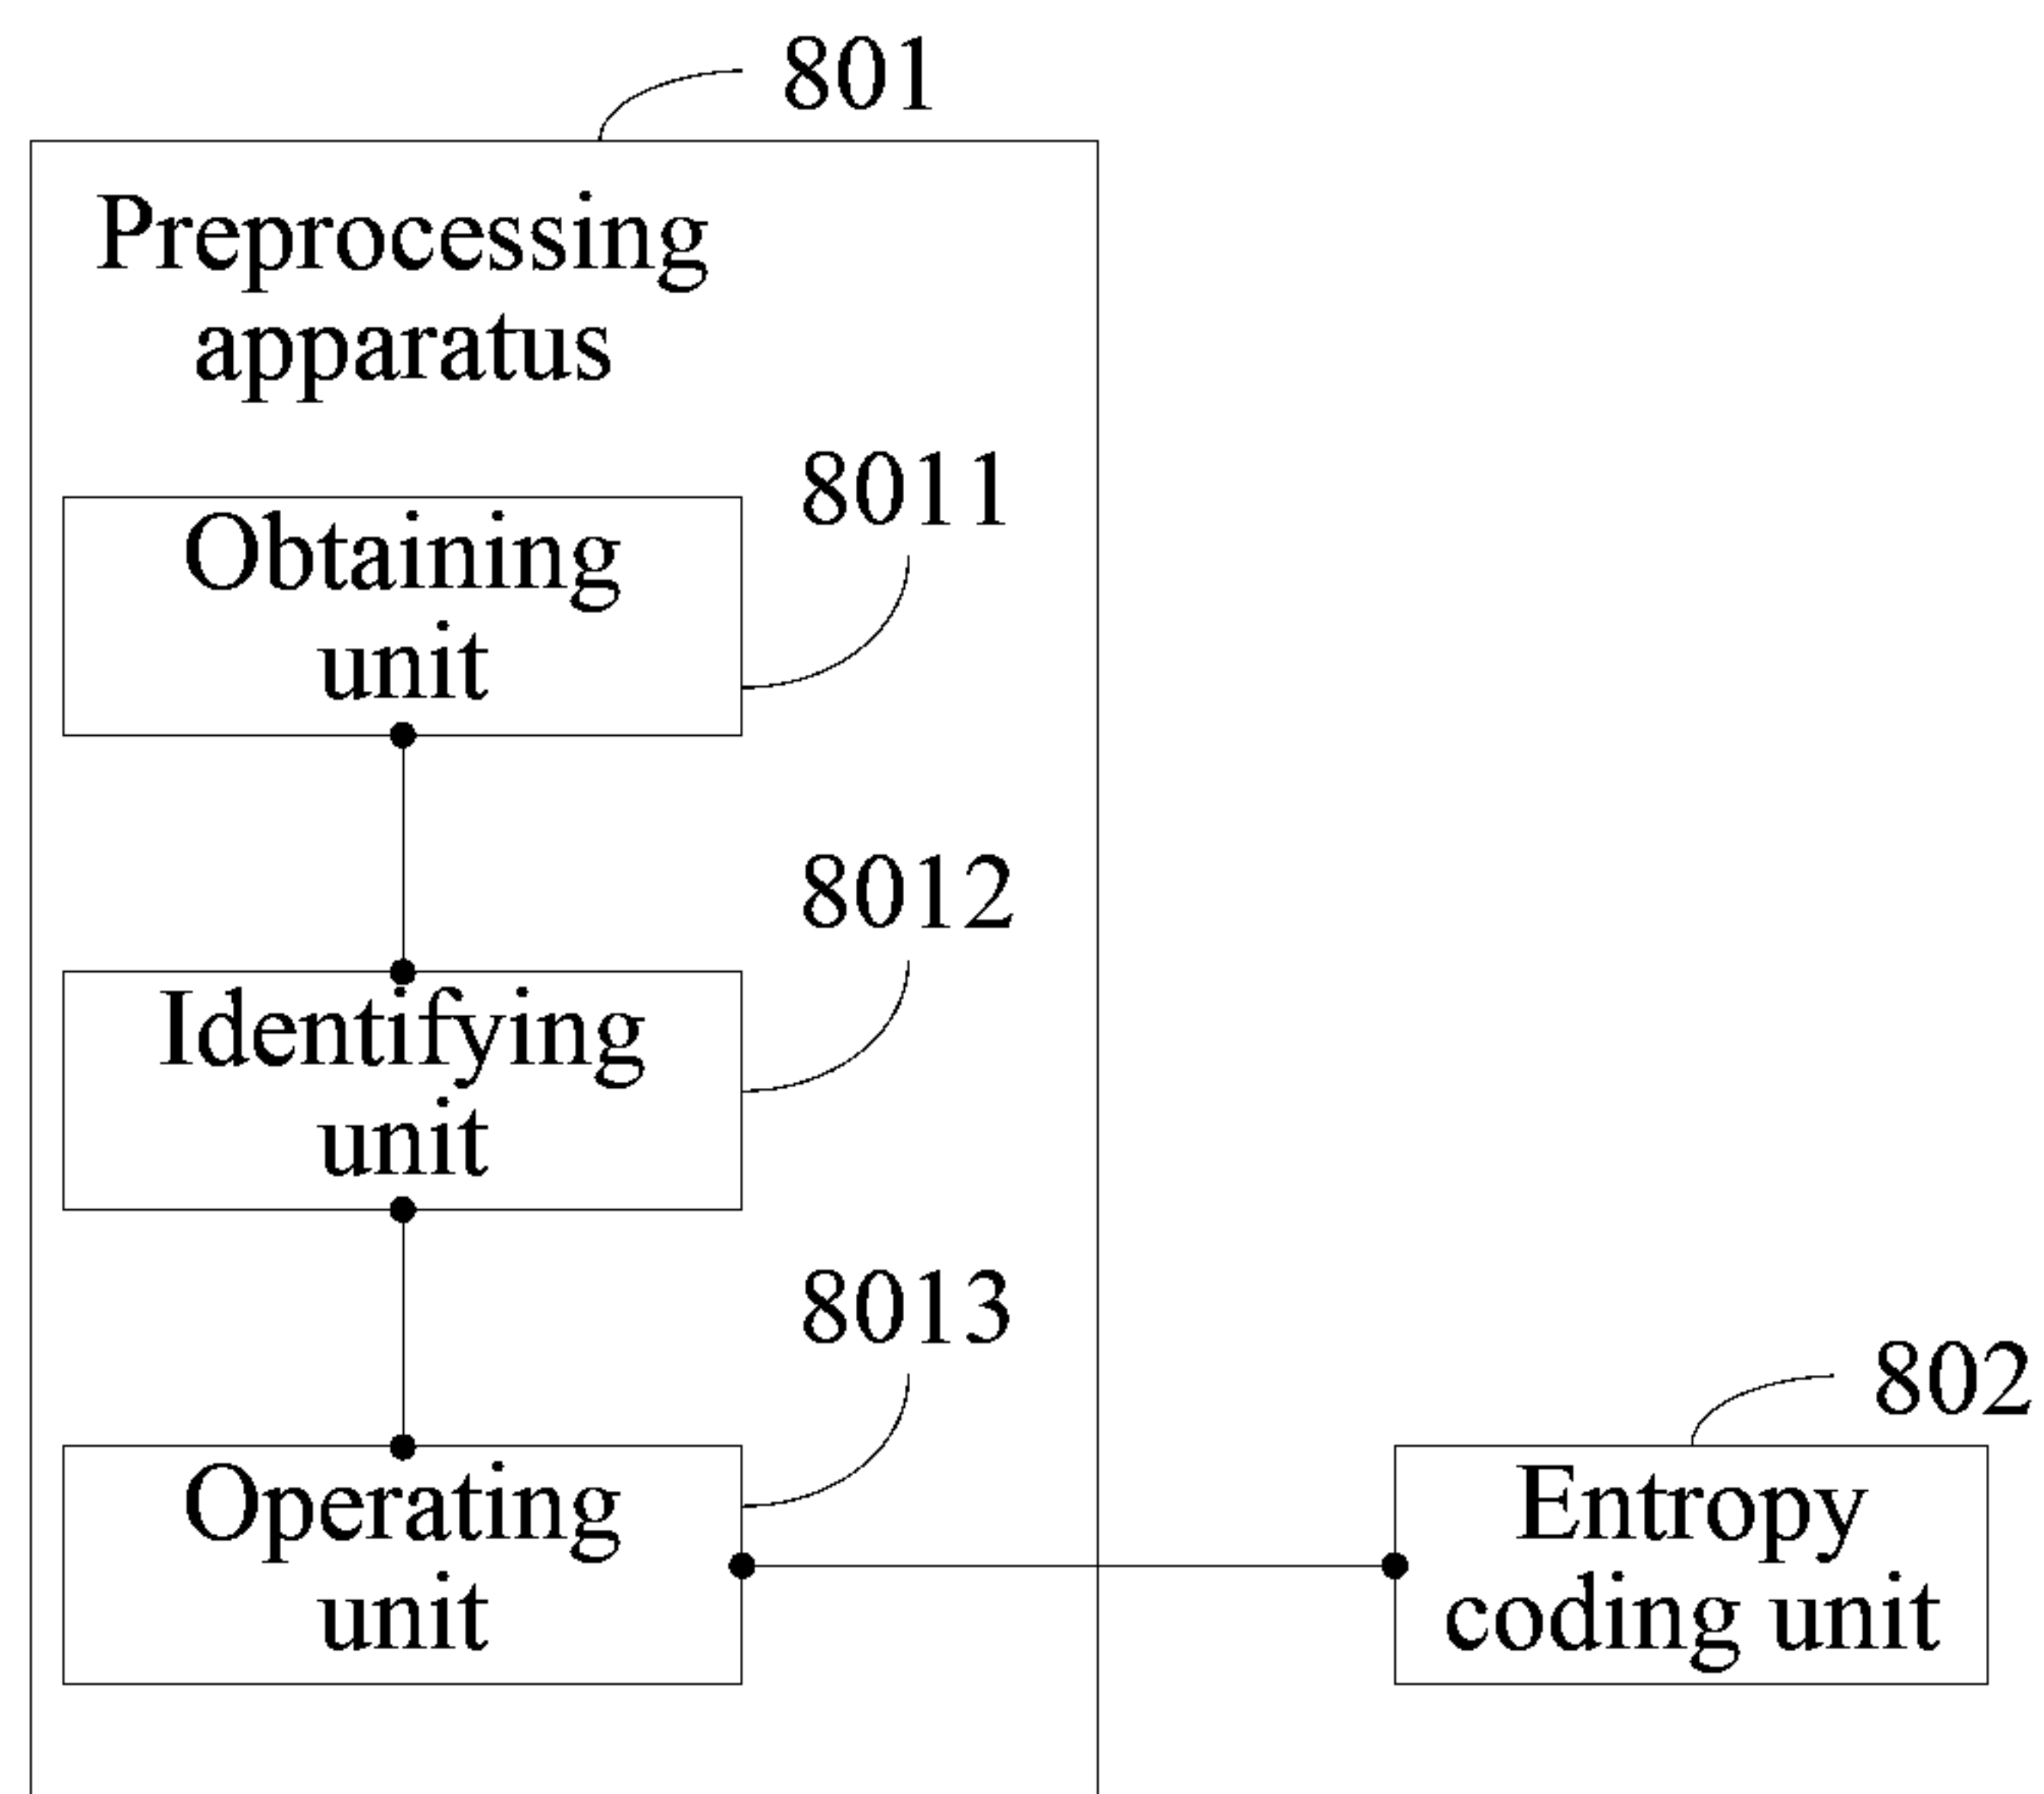 801
Preprocessing
apparatus
8011
Obtaining
unit
8012
Identifying
unit
8013
Operating
unit
802
Entropy
coding unit